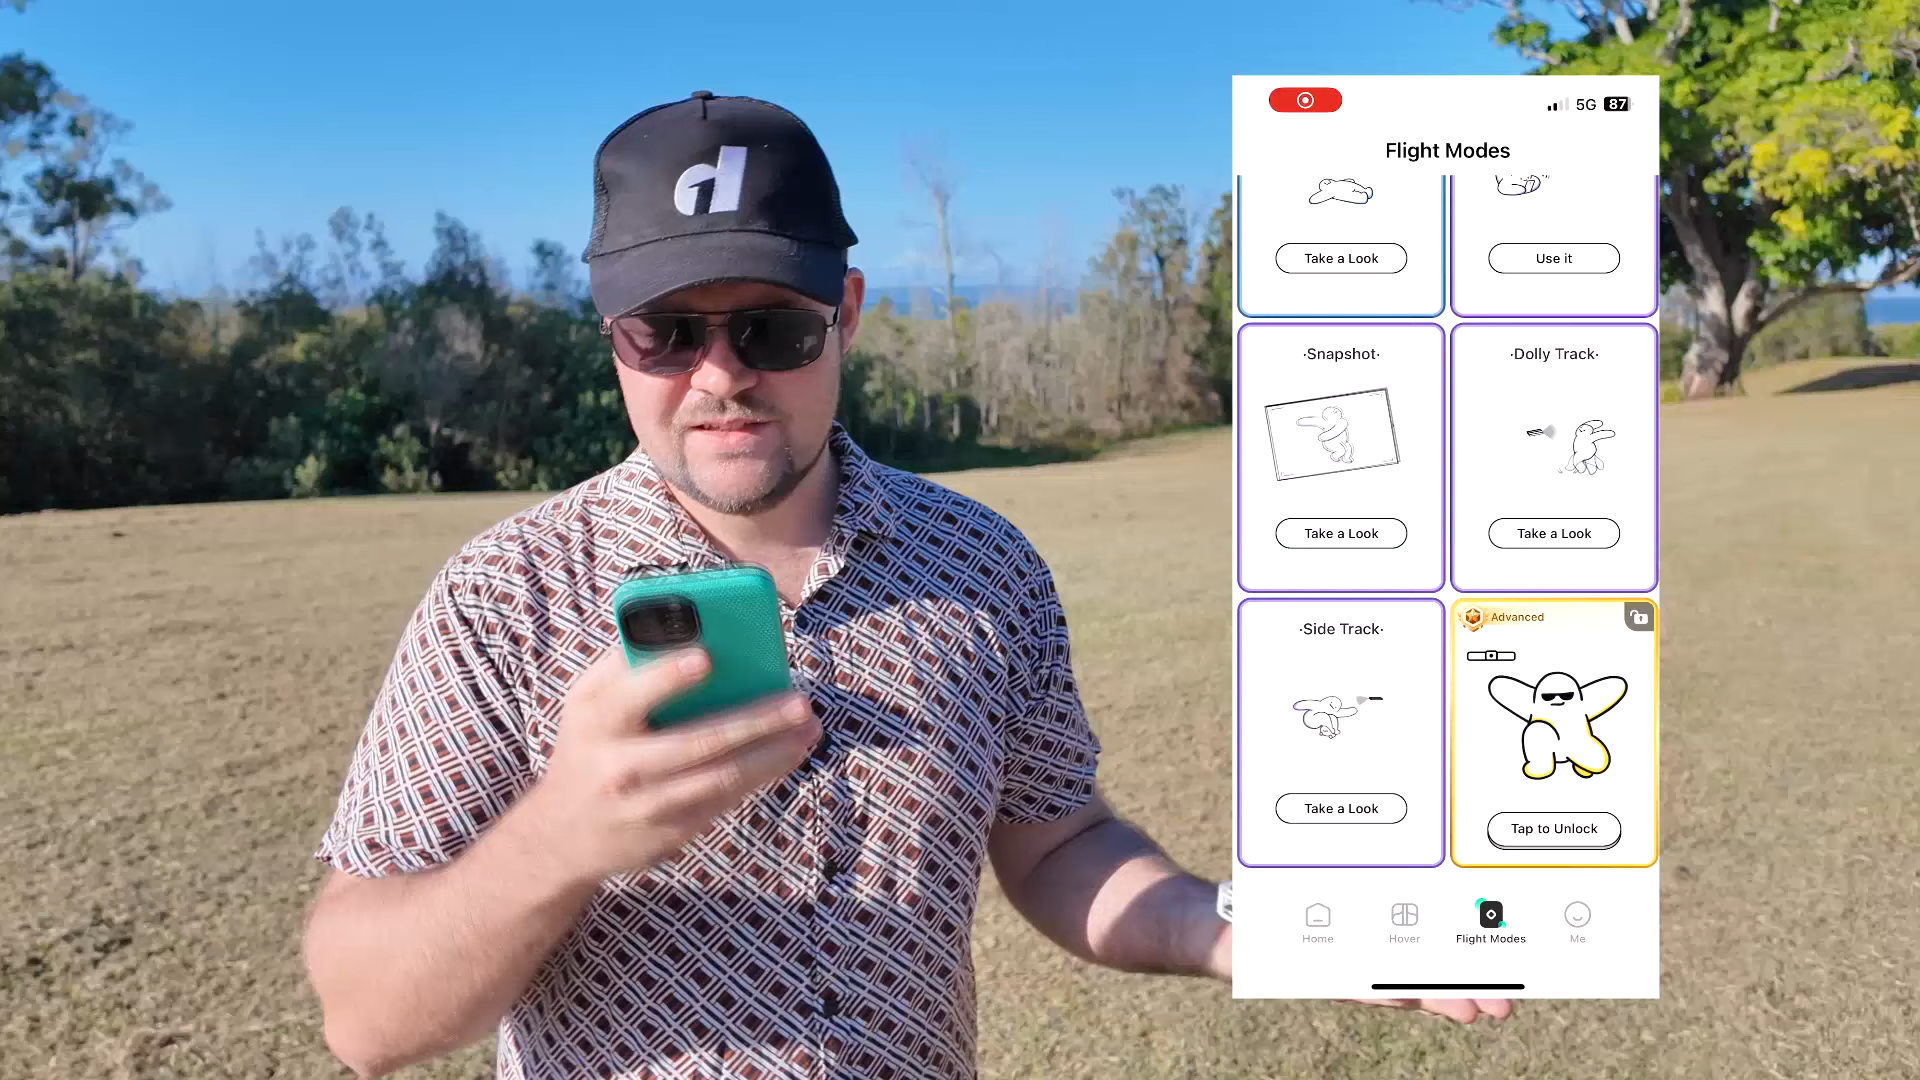 d
5G 87
Flight Modes
Take a Look
Use it
·Snapshot·
·Dolly Track·
Take a Look
Take a Look
·Side Track·
Advanced
Take a Look
Tap to Unlock
Home
Hover
Flight Modes
Me